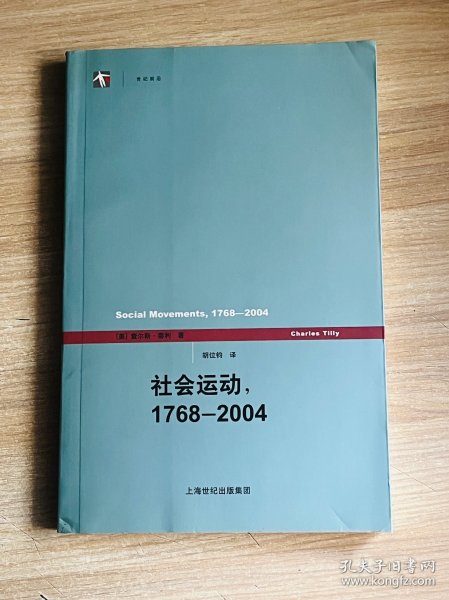 世纪前沿
Social Movements, 1768—2004
[美] 查尔斯·蒂利 著
Charles Tilly
胡位钧 译
社会运动,
1768–2004
上海世纪出版集团
孔夫子旧书网
www.kongfz.com